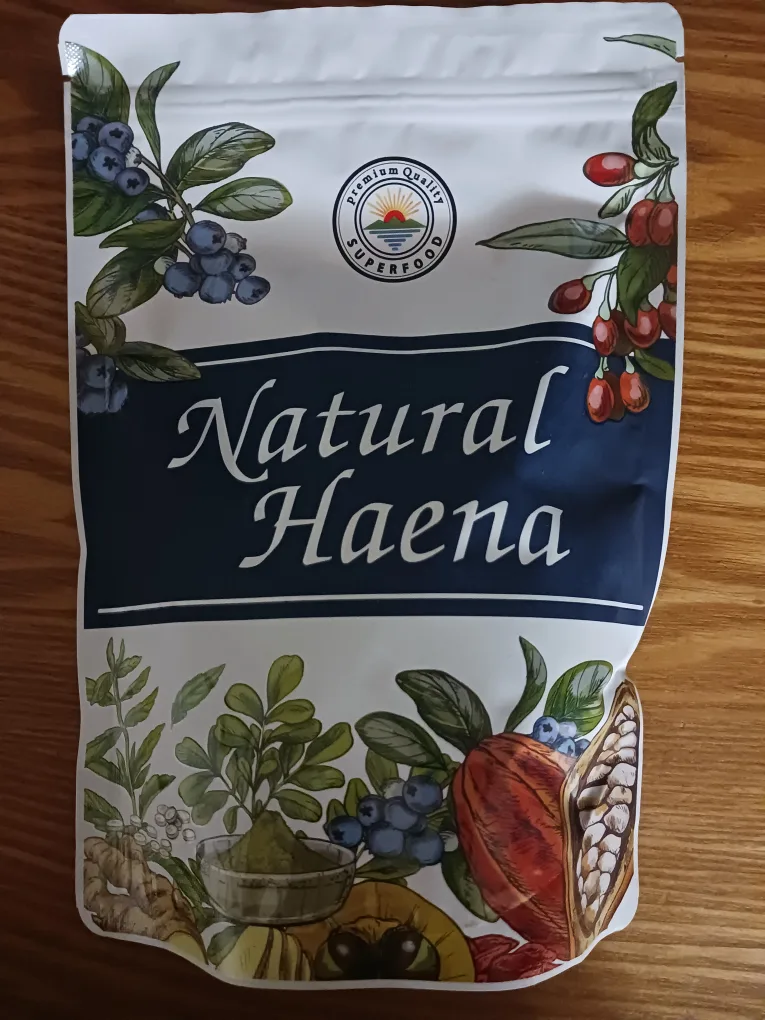 Premium Quality
SUPERFOOD
Natural
Haena